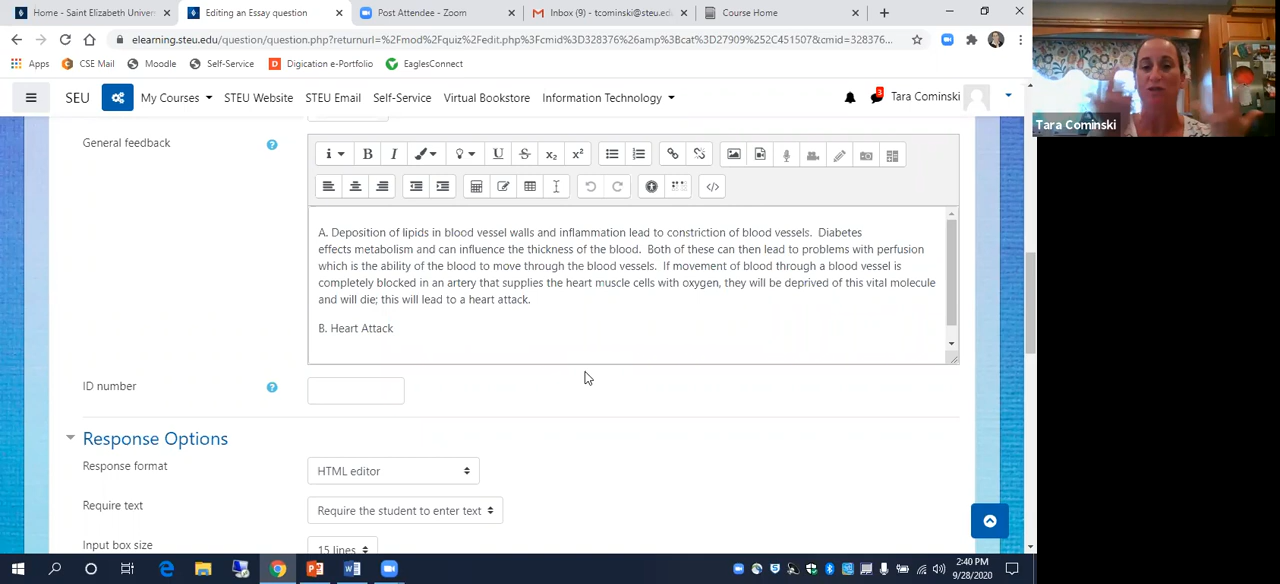 Home - Saint Elizabeth Univer
Editing an Essay question
Post Attendee - Zoom
Inbox (9) - tcominski@steu.edu
Course Home
elearning.steu.edu/question/question.php?returnurl=%2Fmod%2Fquiz%2Fedit.php%3Fcmid%3D328376%26amp%3Bcat%3D27909%252C451507&cmid=328376...
Apps
CSE Mail
Moodle
Self-Service
Digication e-Portfolio
EaglesConnect
SEU
My Courses
STEU Website
STEU Email
Self-Service
Virtual Bookstore
Information Technology
3
Tara Cominski
Tara Cominski
General feedback
A. Deposition of lipids in blood vessel walls and inflammation lead to constriction of blood vessels. Diabetes
effects metabolism and can influence the thickness of the blood. Both of these can then lead to problems with perfusion
which is the ability of the blood to move through the blood vessels. If movement of blood through a blood vessel is
completely blocked in an artery that supplies the heart muscle cells with oxygen, they will be deprived of this vital molecule
and will die; this will lead to a heart attack.
B. Heart Attack
ID number
Response Options
Response format
HTML editor
Require text
Require the student to enter text
Input box size
15 lines
2:40 PM
9/28/2020